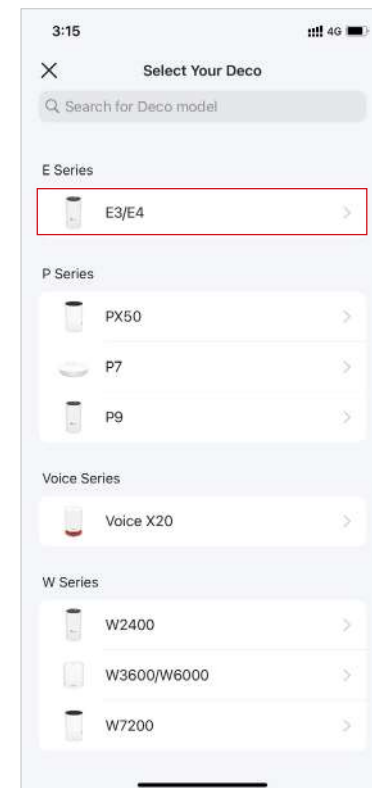 3:15 4G
Select Your Deco
Search for Deco model
E Series
E3/E4
P Series
PX50
P7
P9
Voice Series
Voice X20
W Series
W2400
W3600/W6000
W7200